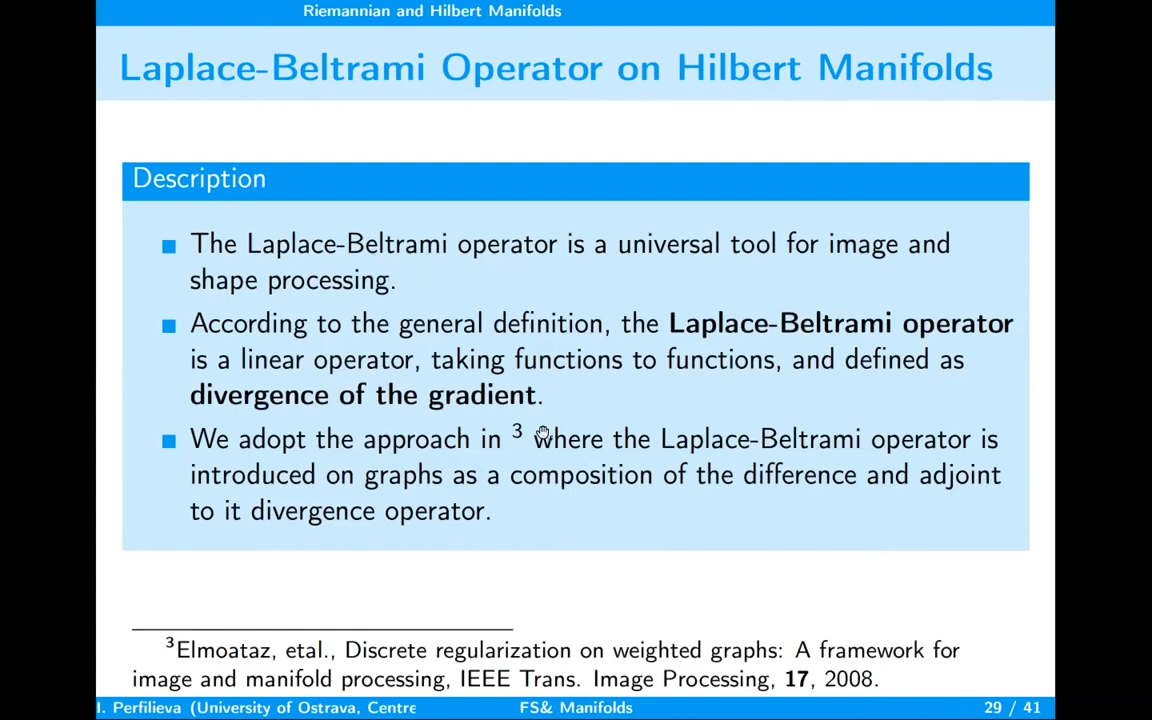 Riemannian and Hilbert Manifolds
Laplace-Beltrami Operator on Hilbert Manifolds
Description
The Laplace-Beltrami operator is a universal tool for image and
shape processing.
According to the general definition, the Laplace-Beltrami operator
is a linear operator, taking functions to functions, and defined as
divergence of the gradient.
We adopt the approach in ³ where the Laplace-Beltrami operator is
introduced on graphs as a composition of the difference and adjoint
to it divergence operator.
³Elmoataz, etal., Discrete regularization on weighted graphs: A framework for
image and manifold processing, IEEE Trans. Image Processing, 17, 2008.
I. Perfilieva (University of Ostrava, Centre FS& Manifolds 29 / 41